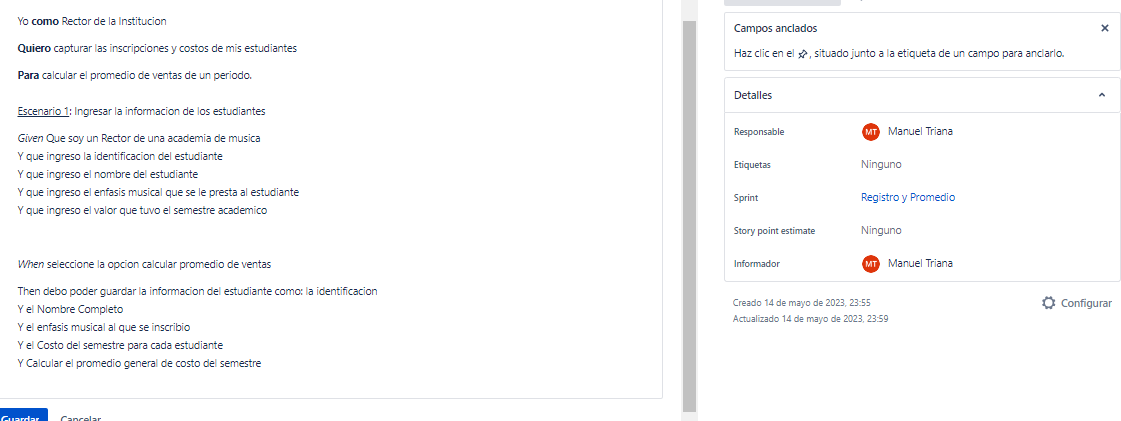 Yo como Rector de la Institucion
Quiero capturar las inscripciones y costos de mis estudiantes
Para calcular el promedio de ventas de un periodo.
Escenario 1: Ingresar la informacion de los estudiantes
Given Que soy un Rector de una academia de musica
Y que ingreso la identificacion del estudiante
Y que ingreso el nombre del estudiante
Y que ingreso el enfasis musical que se le presta al estudiante
Y que ingreso el valor que tuvo el semestre academico
When seleccione la opcion calcular promedio de ventas
Then debo poder guardar la informacion del estudiante como: la identificacion
Y el Nombre Completo
Y el enfasis musical al que se inscribio
Y el Costo del semestre para cada estudiante
Y Calcular el promedio general de costo del semestre
Guardar Cancelar
Campos anclados
Haz clic en el , situado junto a la etiqueta de un campo para anclarlo.
Detalles
Responsable MT Manuel Triana
Etiquetas Ninguno
Sprint Registro y Promedio
Story point estimate Ninguno
Informador MT Manuel Triana
Creado 14 de mayo de 2023, 23:55 Configurar
Actualizado 14 de mayo de 2023, 23:59